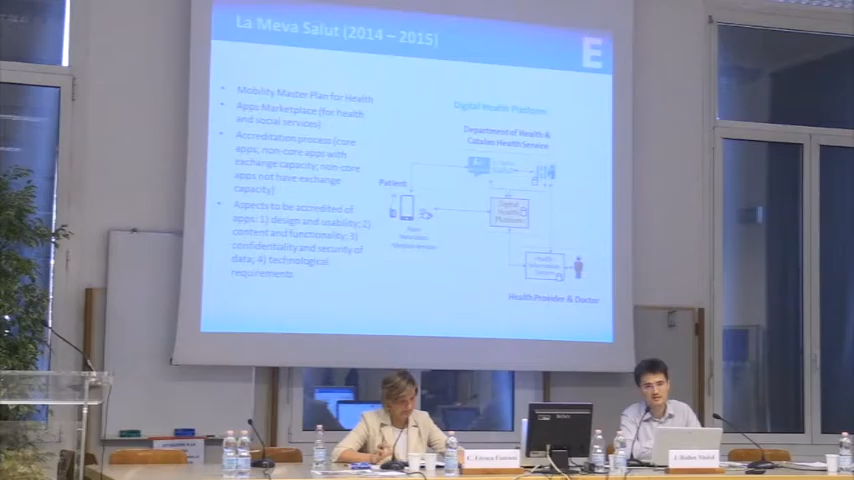 La Meva Salut (2014 – 2015)
E
• Mobility Master Plan for Health
• Apps Marketplace (for health
and social services)
• Accreditation process (core
apps, non-core apps with
exchange capacity, non-core
apps not have exchange
capacity)
• Aspects to be accredited of
apps: 1) design and usability; 2)
content and functionality; 3)
confidentiality and security of
data; 4) technological
requirements.
Digital Health Platform
Department of Health &
Catalan Health Service
Patient
Digital
Health
Platform
Health
Information
System
Health Provider & Doctor